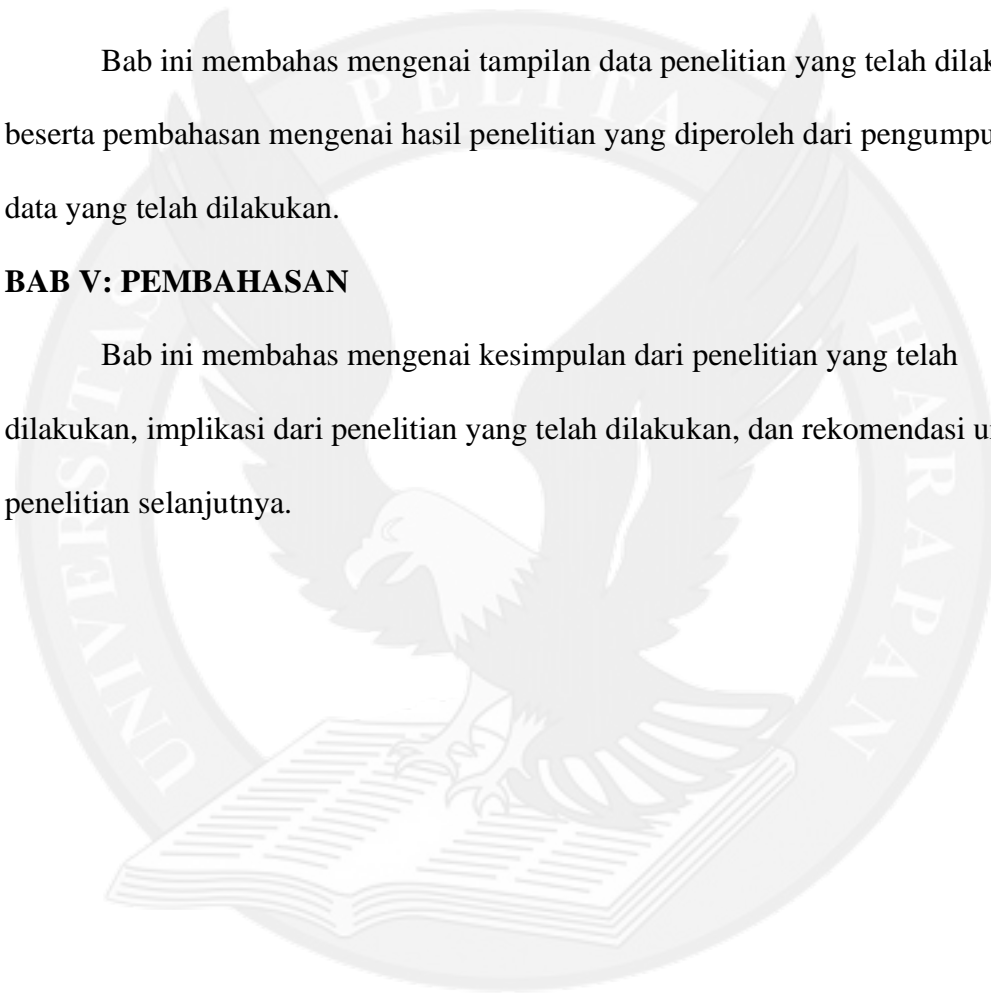 Bab ini membahas mengenai tampilan data penelitian yang telah
beserta pembahasan mengenai hasil penelitian yang diperoleh dari
data yang telah dilakukan.
BAB V: PEMBAHASAN
Bab ini membahas mengenai kesimpulan dari penelitian yang telah
dilakukan, implikasi dari penelitian yang telah dilakukan, dan rekomendasi
penelitian selanjutnya.
UNIVERSITAS PELITA HARAPAN